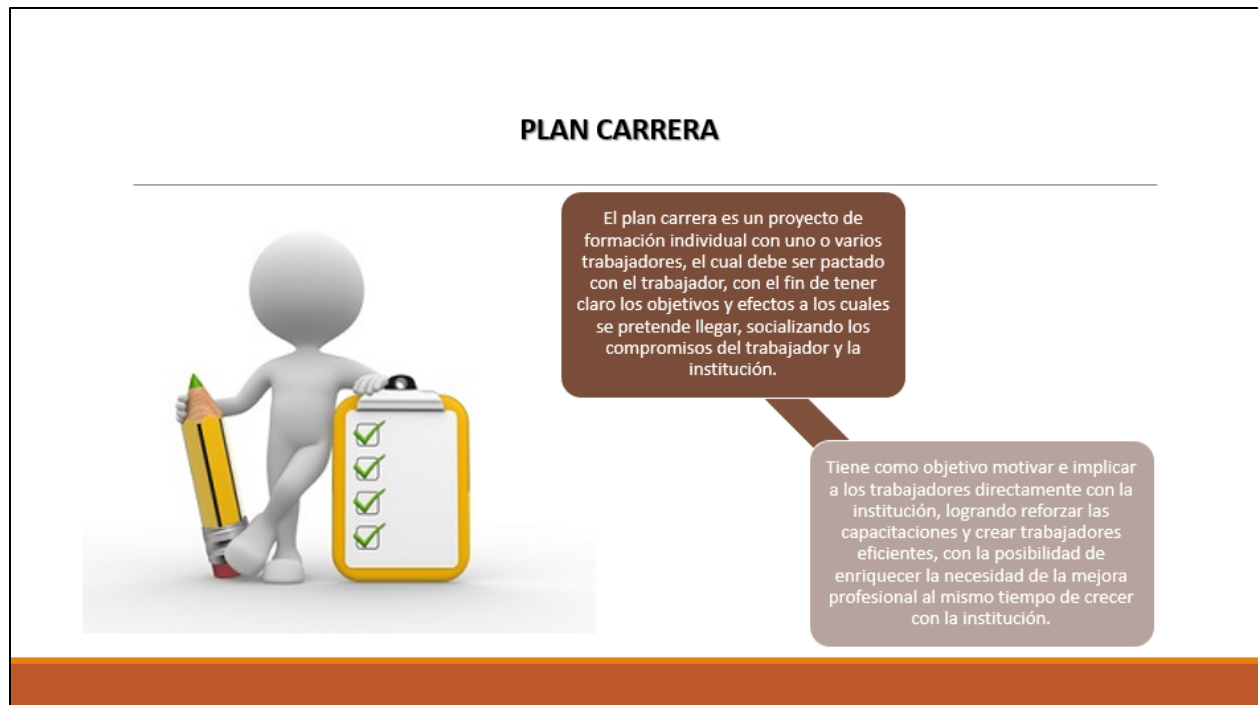 PLAN CARRERA
El plan carrera es un proyecto de
formación individual con uno o varios
trabajadores, el cual debe ser pactado
con el trabajador, con el fin de tener
claro los objetivos y efectos a los cuales
se pretende llegar, socializando los
compromisos del trabajador y la
institución.
Tiene como objetivo motivar e implicar
a los trabajadores directamente con la
institución, logrando reforzar las
capacitaciones y crear trabajadores
eficientes, con la posibilidad de
enriquecer la necesidad de la mejora
profesional al mismo tiempo de crecer
con la institución.